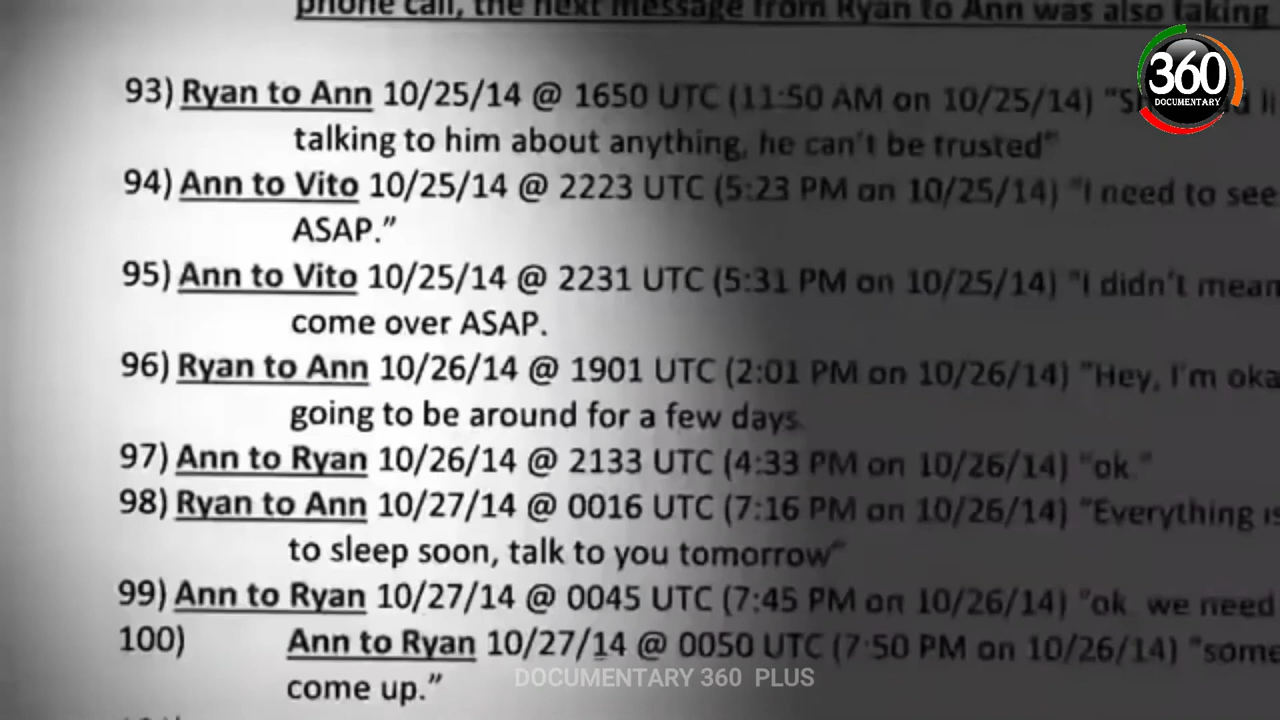 phone call, the next message from Ryan to Ann was also taking
360
DOCUMENTARY
93) Ryan to Ann 10/25/14 @ 1650 UTC (11:50 AM on 10/25/14)
talking to him about anything, he can't be trusted"
94) Ann to Vito 10/25/14 @ 2223 UTC (5:23 PM on 10/25/14) "I need to see
ASAP."
95) Ann to Vito 10/25/14 @ 2231 UTC (5:31 PM on 10/25/14) "I didn't mean
come over ASAP.
96) Ryan to Ann 10/26/14 @ 1901 UTC (2:01 PM on 10/26/14) "Hey, I'm oka
going to be around for a few days.
97) Ann to Ryan 10/26/14 @ 2133 UTC (4:33 PM on 10/26/14) "ok."
98) Ryan to Ann 10/27/14 @ 0016 UTC (7:16 PM on 10/26/14) "Everything is
to sleep soon, talk to you tomorrow"
99) Ann to Ryan 10/27/14 @ 0045 UTC (7:45 PM on 10/26/14) "ok we need
100) Ann to Ryan 10/27/14 @ 0050 UTC (7:50 PM on 10/26/14) "some
come up."
DOCUMENTARY 360 PLUS